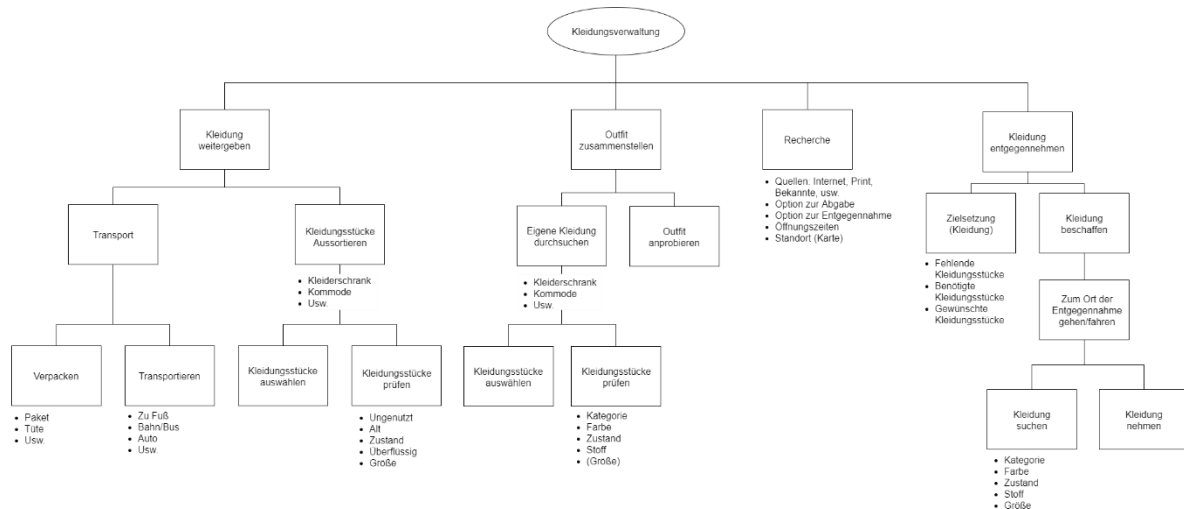 Kleidungsverwaltung
Kleidung
weitergeben
Outfit
zusammenstellen
Recherche
Kleidung
entgegennehmen
• Quellen: Internet, Print,
Bekannte, usw.
• Option zur Abgabe
• Option zur Entgegennahme
• Öffnungszeiten
• Standort (Karte)
Transport
Kleidungsstücke
Aussortieren
• Kleiderschrank
• Kommode
• Usw.
Eigene Kleidung
durchsuchen
• Kleiderschrank
• Kommode
• Usw.
Outfit
anprobieren
Zielsetzung
(Kleidung)
• Fehlende
Kleidungsstücke
• Benötigte
Kleidungsstücke
• Gewünschte
Kleidungsstücke
Kleidung
beschaffen
Zum Ort der
Entgegennahme
gehen/fahren
Verpacken
• Paket
• Tüte
• Usw.
Transportieren
• Zu Fuß
• Bahn/Bus
• Auto
• Usw.
Kleidungsstücke
auswahlen
Kleidungsstücke
prüfen
• Ungenutzt
• Alt
• Zustand
• Überflüssig
• Größe
Kleidungsstücke
auswählen
Kleidungsstücke
prüfen
• Kategorie
• Farbe
• Zustand
• Stoff
• (Größe)
Kleidung
suchen
• Kategorie
• Farbe
• Zustand
• Stoff
• Größe
Kleidung
nehmen